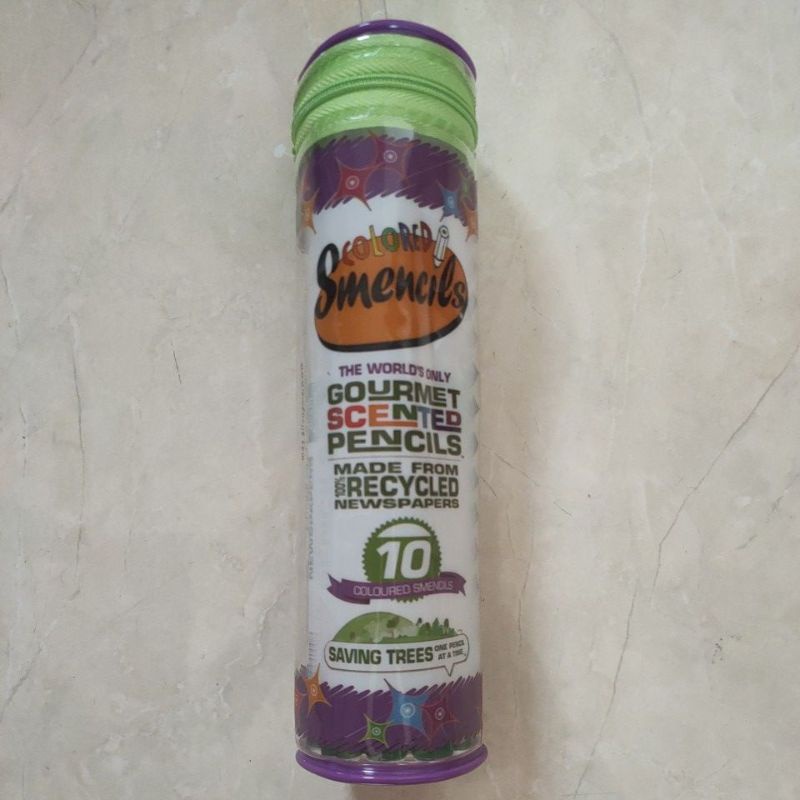 COLORED
Smencils
THE WORLD'S ONLY
GOURMET
SCENTED
PENCILS™
MADE FROM
100% RECYCLED
NEWSPAPERS
10
COLOURED SMENCILS
SAVING TREES ONE PENCIL
AT A TIME